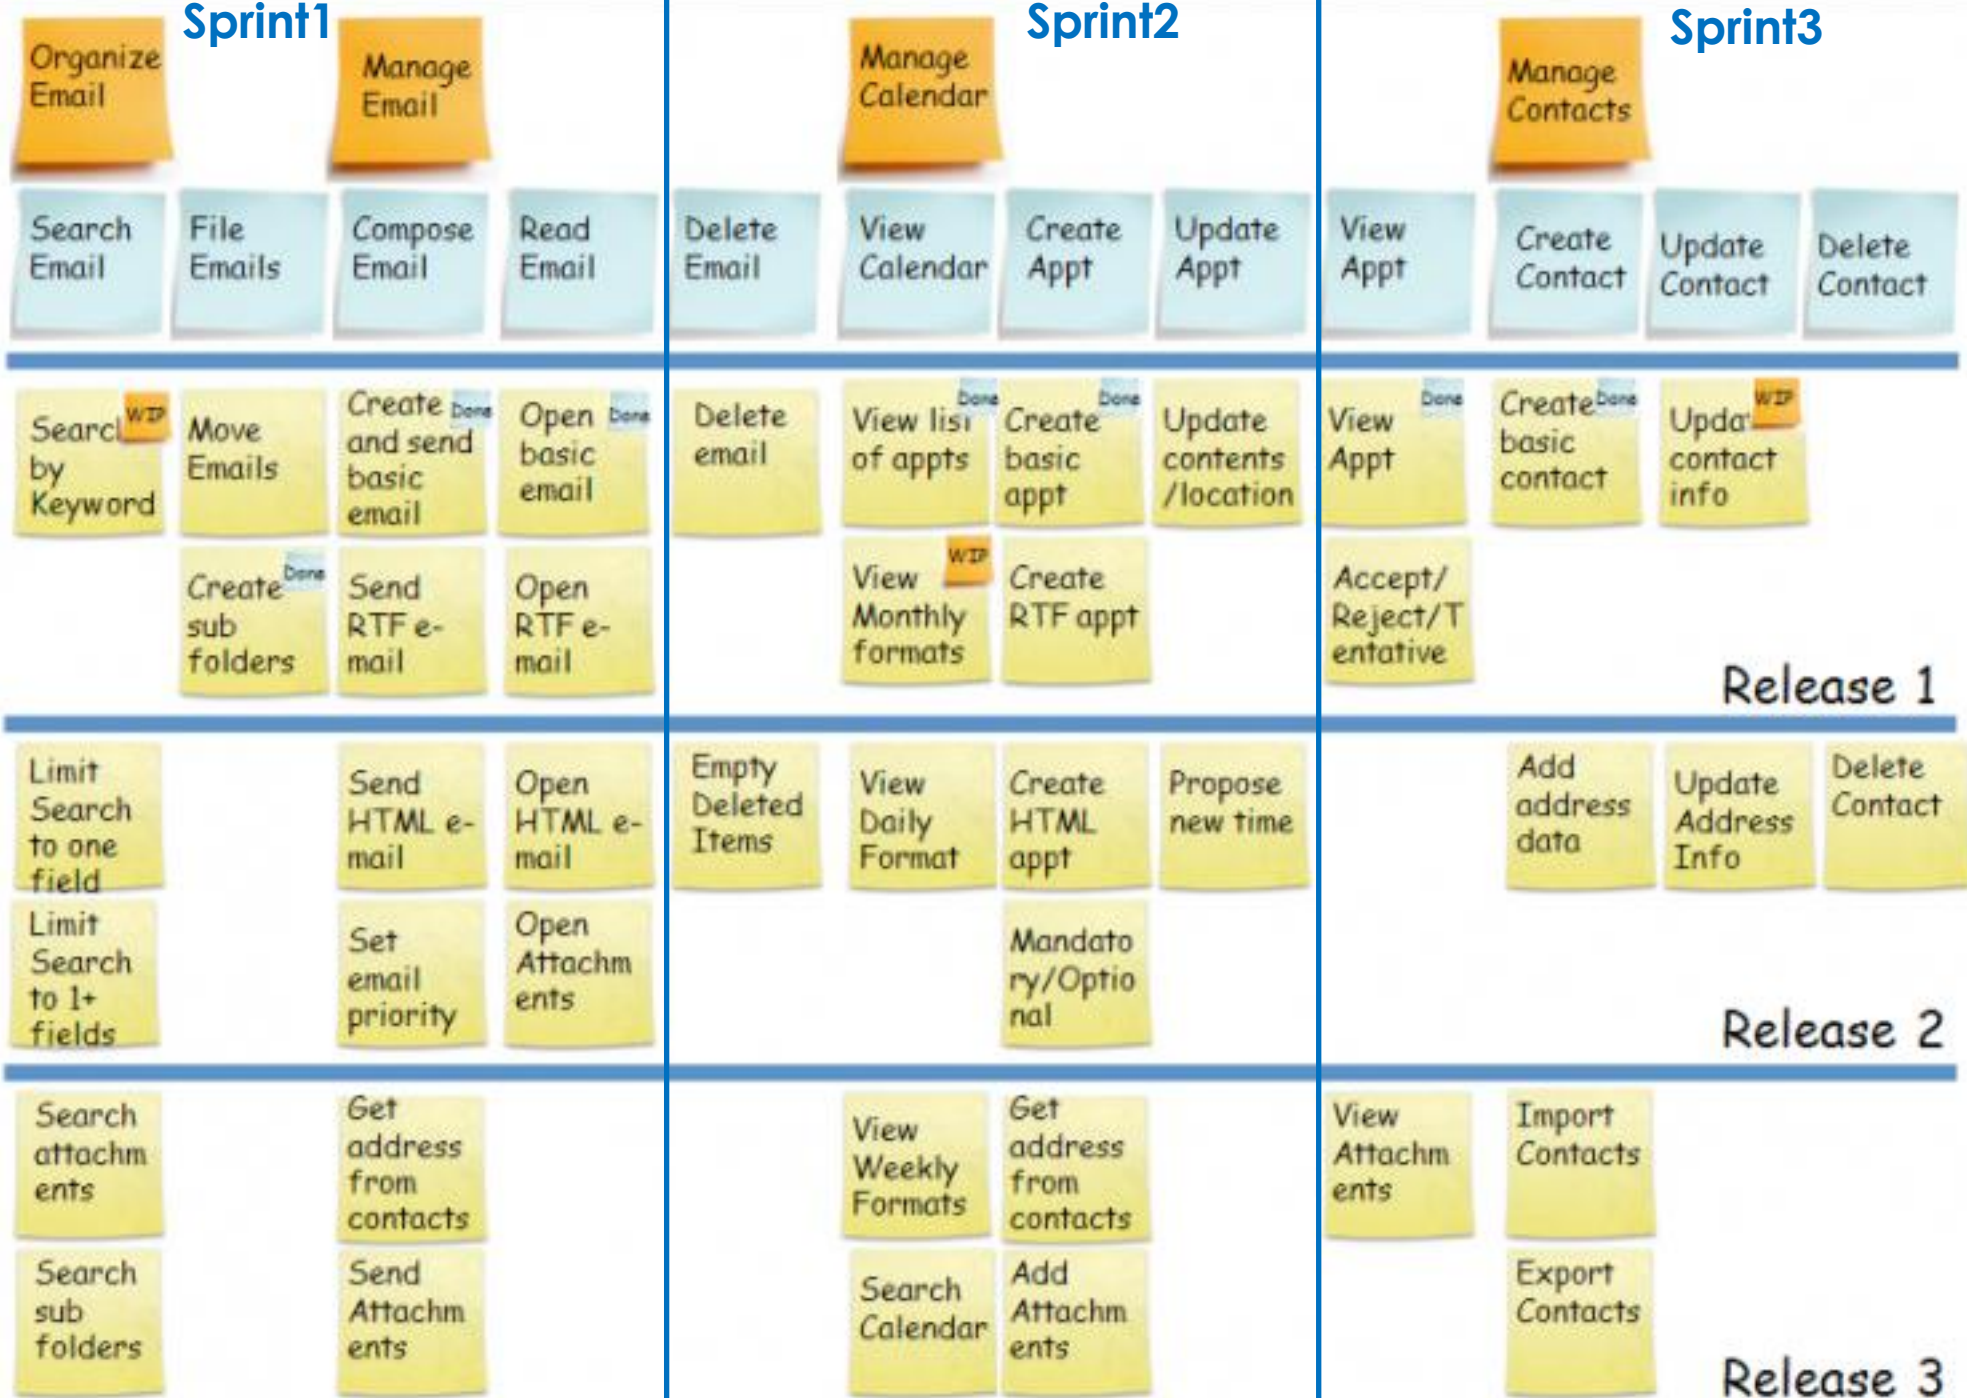 Sprint1
Sprint2
Sprint3
Organize
Email
Manage
Email
Manage
Calendar
Manage
Contacts
Search
Email
File
Emails
Compose
Email
Read
Email
Delete
Email
View
Calendar
Create
Appt
Update
Appt
View
Appt
Create
Contact
Update
Contact
Delete
Contact
WIP
Search
by
Keyword
Move
Emails
Done
Create
and send
basic
email
Done
Open
basic
email
Delete
email
Done
View list
of appts
Done
Create
basic
appt
Update
contents
/location
Done
View
Appt
Done
Create
basic
contact
WIP
Updat
contact
info
Done
Create
sub
folders
Send
RTF e-
mail
Open
RTF e-
mail
WIP
View
Monthly
formats
Create
RTF appt
Accept/
Reject/T
entative
Release 1
Limit
Search
to one
field
Send
HTML e-
mail
Open
HTML e-
mail
Empty
Deleted
Items
View
Daily
Format
Create
HTML
appt
Propose
new time
Add
address
data
Update
Address
Info
Delete
Contact
Limit
Search
to 1+
fields
Set
email
priority
Open
Attachm
ents
Mandato
ry/Optio
nal
Release 2
Search
attachm
ents
Get
address
from
contacts
View
Weekly
Formats
Get
address
from
contacts
View
Attachm
ents
Import
Contacts
Search
sub
folders
Send
Attachm
ents
Search
Calendar
Add
Attachm
ents
Export
Contacts
Release 3